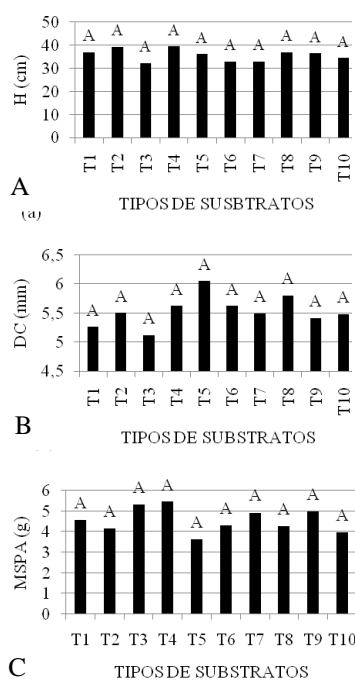 50
40
30
20
10
0
H (cm)
A A A A A A A A A A
T1 T2 T3 T4 T5 T6 T7 T8 T9 T10
A
TIPOS DE SUSBTRATOS
(a)
6,5
6
5,5
5
4,5
DC (mm)
A A A A A A A A A A
T1 T2 T3 T4 T5 T6 T7 T8 T9 T10
B
TIPOS DE SUBSTRATOS
6
5
4
3
2
1
0
MSPA (g)
A A A A A A A A A A
T1 T2 T3 T4 T5 T6 T7 T8 T9 T10
C
TIPOS DE SUBSTRATOS